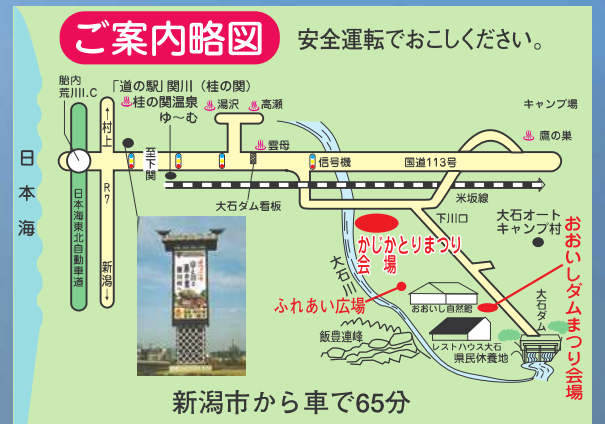 ご案内略図
安全運転でおこしください。
胎内
荒川I.C
「道の駅」関川（桂の関）
桂の関温泉
ゆ〜む
湯沢
高瀬
キャンプ場
鷹の巣
←村上
至下関
雲母
信号機
国道113号
日本海
日本海東北自動車道
R7
新潟→
大石ダム看板
米坂線
下川口
大石オート
キャンプ村
かじかとりまつり
会場
大石川
ふれあい広場
おおいし自然館
おおいしダムまつり会場
大石ダム
飯豊連峰
レストハウス大石
県民休養地
新潟市から車で65分